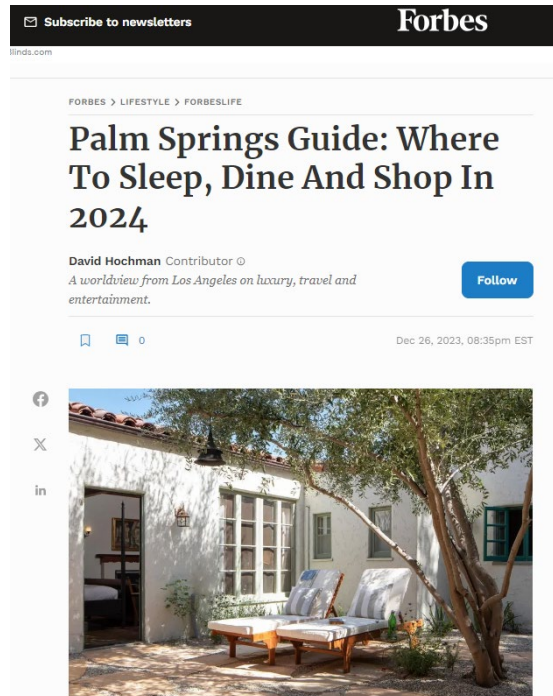 Subscribe to newsletters
Forbes
Blinds.com
FORBES > LIFESTYLE > FORBESLIFE
Palm Springs Guide: Where
To Sleep, Dine And Shop In
2024
David Hochman Contributor
A worldview from Los Angeles on luxury, travel and
entertainment.
Follow
0
Dec 26, 2023, 08:35pm EST